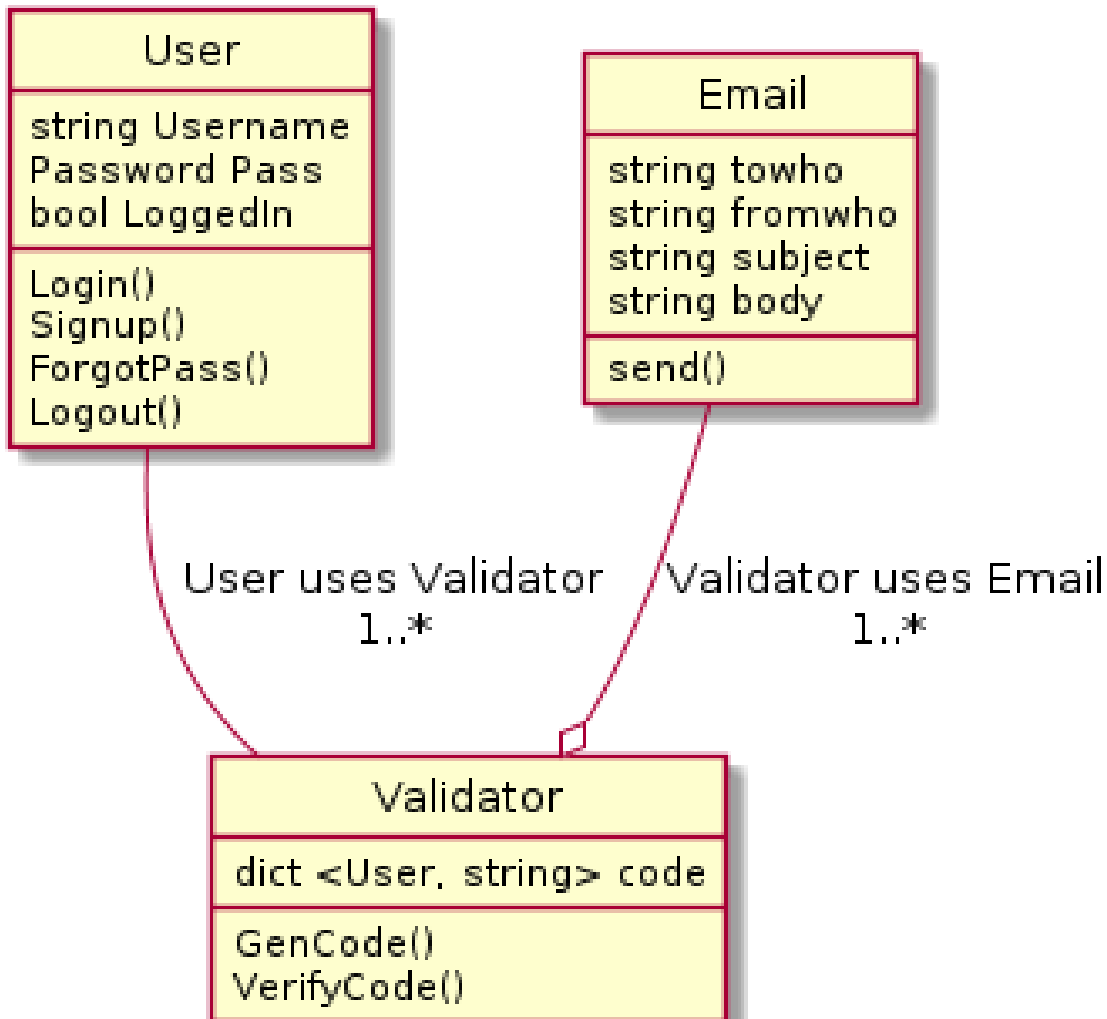 User
string Username
Password Pass
bool LoggedIn
Login()
Signup()
ForgotPass()
Logout()
Email
string towho
string fromwho
string subject
string body
send()
User uses Validator
1..*
Validator uses Email
1..*
Validator
dict <User, string> code
GenCode()
VerifyCode()